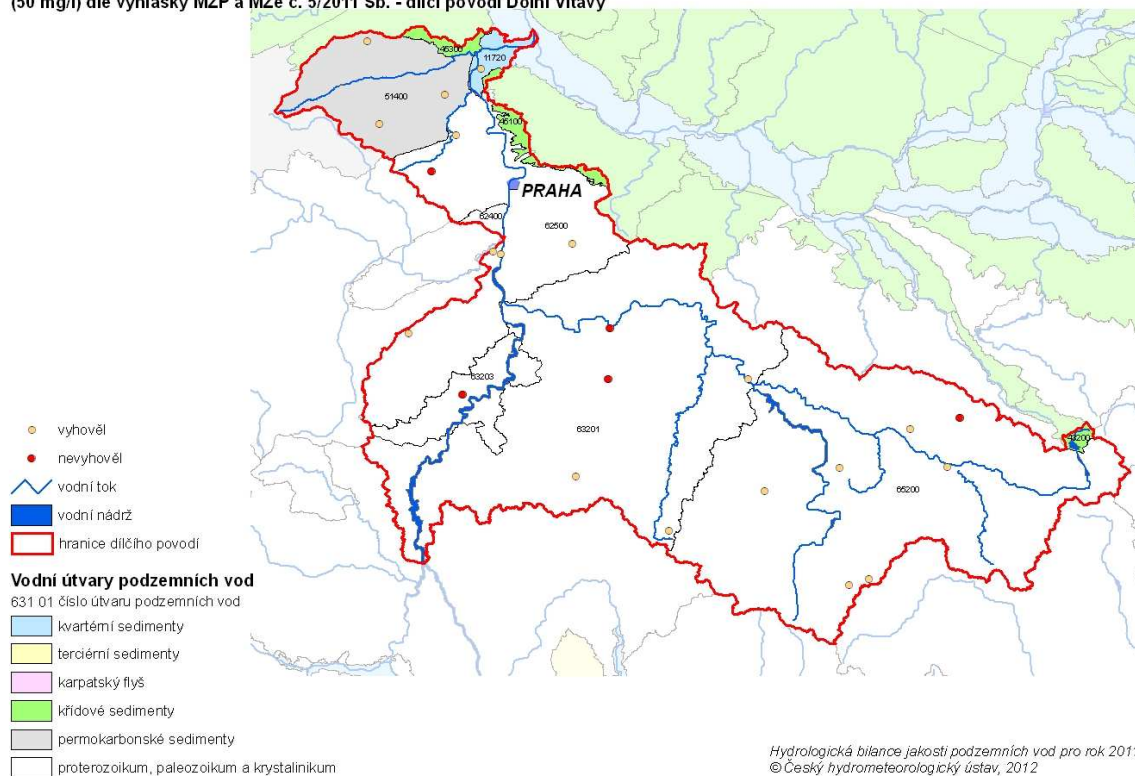 (50 mg/l) dle vyhlášky MŽP a MZe č. 5/2011 Sb. - dílčí povodí Dolní Vltavy
46300
11720
51400
46100
PRAHA
62400
62500
63203
63201
65200
vyhověl
nevyhověl
vodní tok
vodní nádrž
hranice dílčího povodí
Vodní útvary podzemních vod
631 01 číslo útvaru podzemních vod
kvartérní sedimenty
terciérní sedimenty
karpatský flyš
křídové sedimenty
permokarbonské sedimenty
proterozoikum, paleozoikum a krystalinikum
Hydrologická bilance jakosti podzemních vod pro rok 2011
© Český hydrometeorologický ústav, 2012